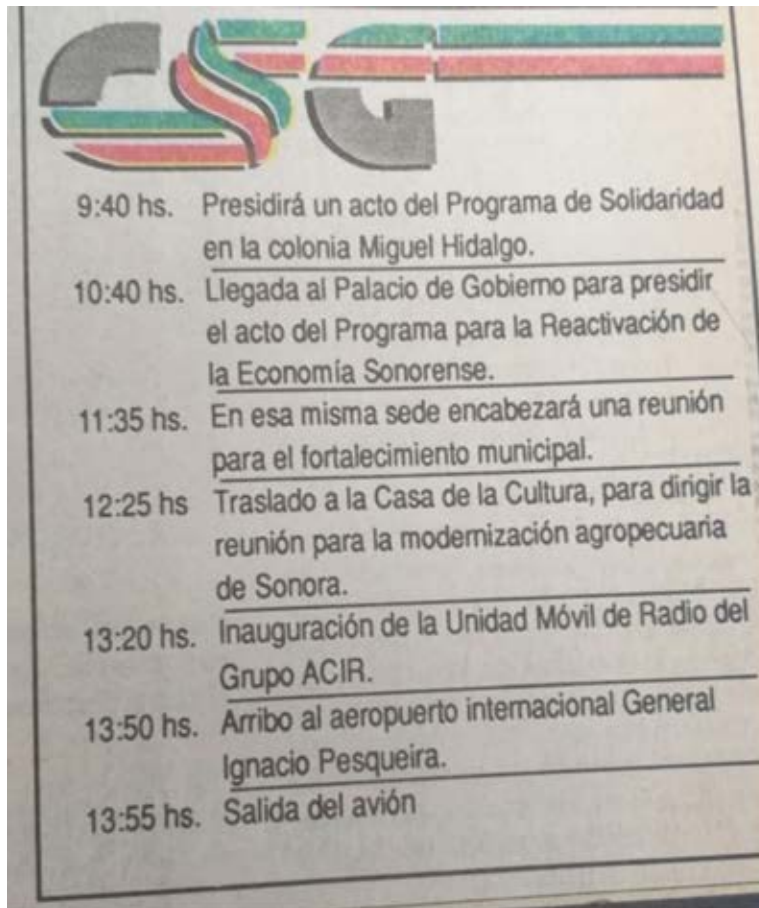 CSG
9:40 hs. Presidirá un acto del Programa de Solidaridad
en la colonia Miguel Hidalgo.
10:40 hs. Llegada al Palacio de Gobierno para presidir
el acto del Programa para la Reactivación de
la Economía Sonorense.
11:35 hs. En esa misma sede encabezará una reunión
para el fortalecimiento municipal.
12:25 hs Traslado a la Casa de la Cultura, para dirigir la
reunión para la modernización agropecuaria
de Sonora.
13:20 hs. Inauguración de la Unidad Móvil de Radio del
Grupo ACIR.
13:50 hs. Arribo al aeropuerto internacional General
Ignacio Pesqueira.
13:55 hs. Salida del avión